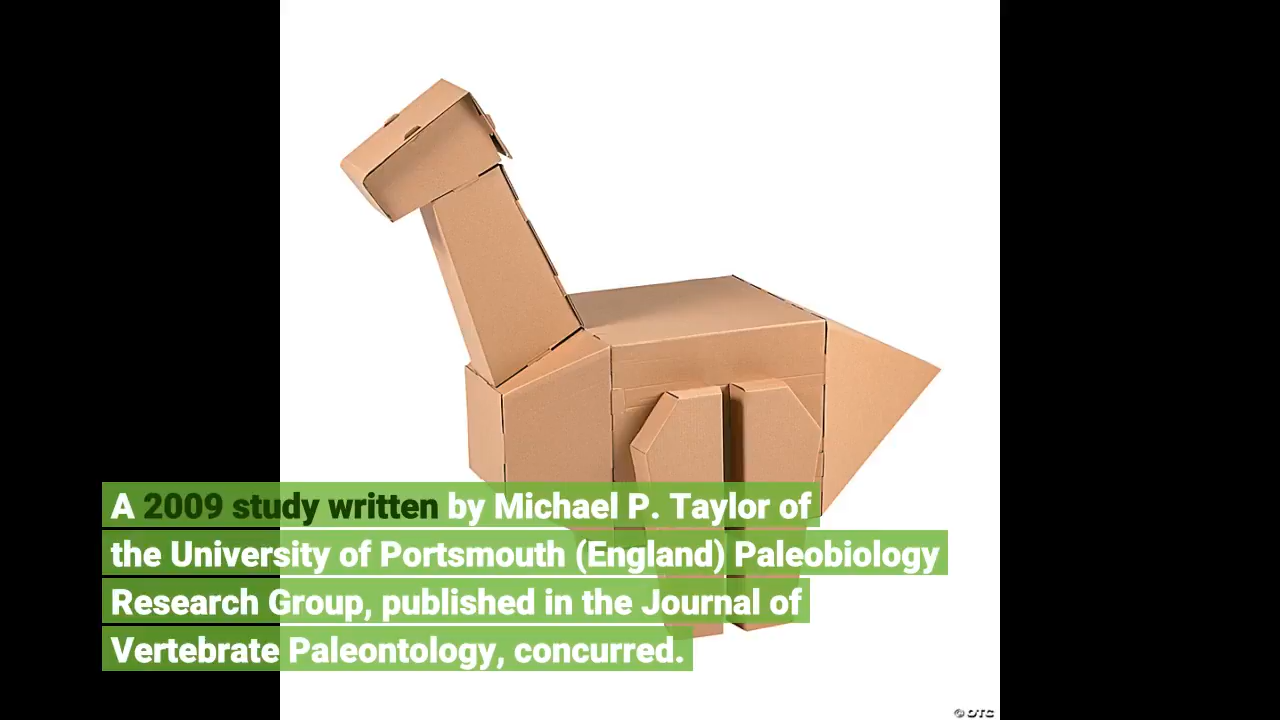 A 2009 study written by Michael P. Taylor of
the University of Portsmouth (England) Paleobiology
Research Group, published in the Journal of
Vertebrate Paleontology, concurred.
© OTC